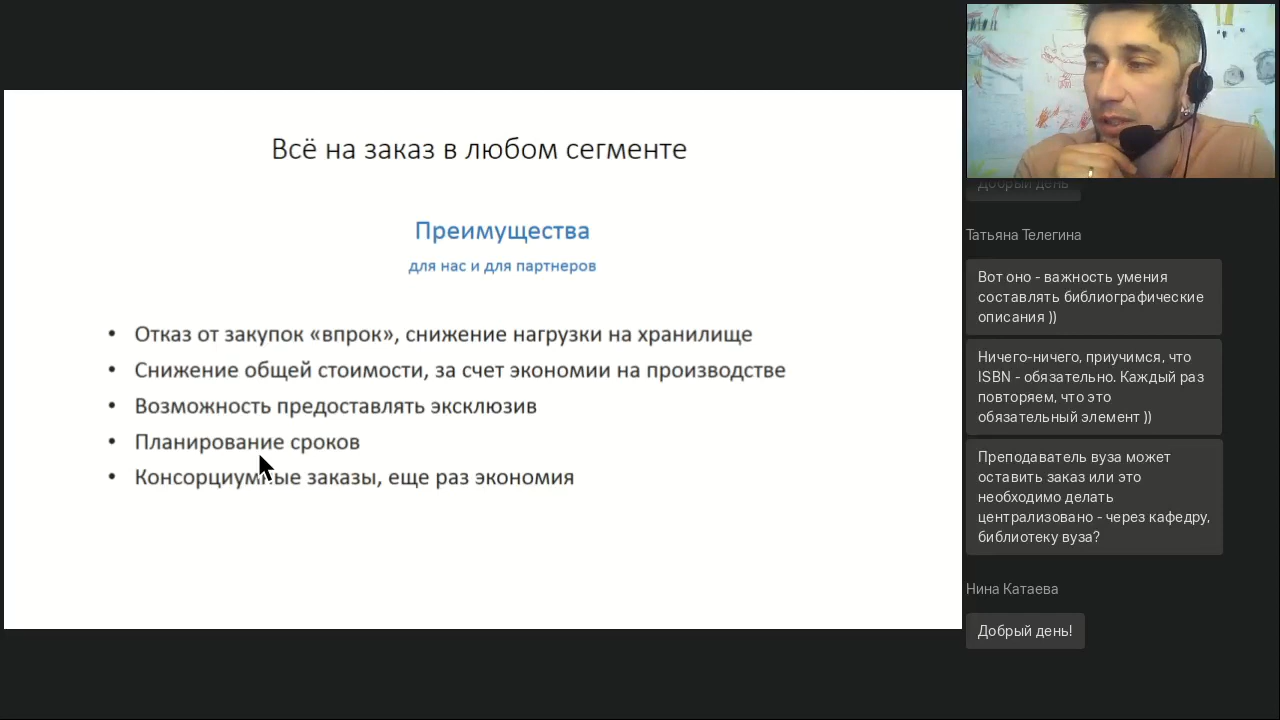 Всё на заказ в любом сегменте
Преимущества
для нас и для партнеров
• Отказ от закупок «впрок», снижение нагрузки на хранилище
• Снижение общей стоимости, за счет экономии на производстве
• Возможность предоставлять эксклюзив
• Планирование сроков
• Консорциумные заказы, еще раз экономия
Добрый день
Татьяна Телегина
Вот оно - важность умения
составлять библиографические
описания ))
Ничего-ничего, приучимся, что
ISBN - обязательно. Каждый раз
повторяем, что это
обязательный элемент ))
Преподаватель вуза может
оставить заказ или это
необходимо делать
централизовано - через кафедру,
библиотеку вуза?
Нина Катаева
Добрый день!